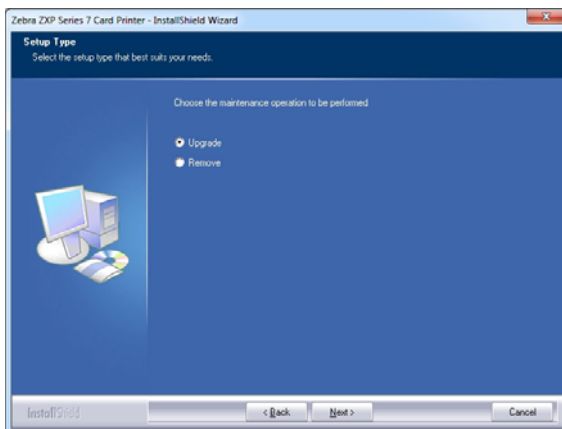 Zebra ZXP Series 7 Card Printer - InstallShield Wizard
Setup Type
Select the setup type that best suits your needs.
Choose the maintenance operation to be performed
Upgrade
Remove
InstallShield
< Back
Next >
Cancel